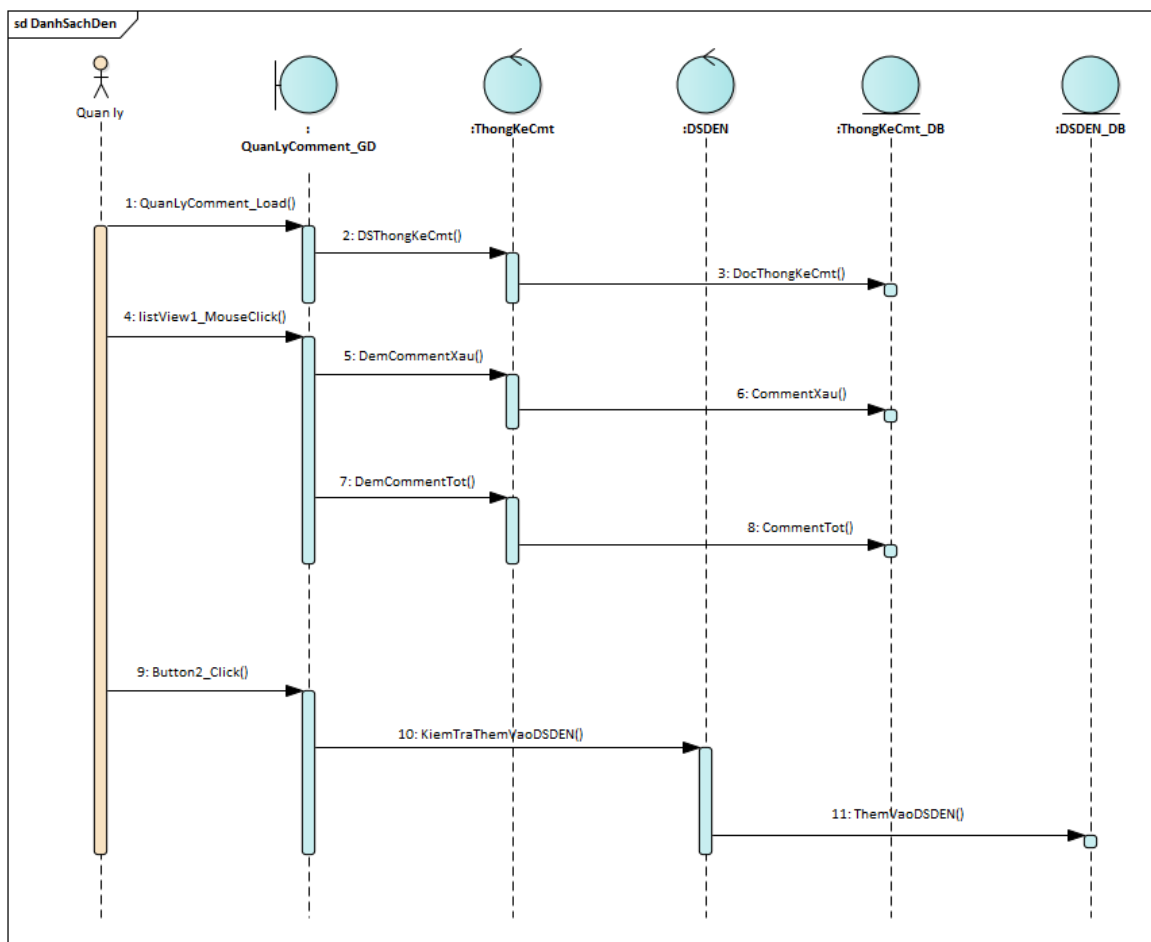 sd DanhSachDen
Quan ly
:
QuanLyComment_GD
:ThongKeCmt
:DSDEN
:ThongKeCmt_DB
:DSDEN_DB
1: QuanLyComment_Load()
2: DSThongKeCmt()
3: DocThongKeCmt()
4: listView1_MouseClick()
5: DemCommentXau()
6: CommentXau()
7: DemCommentTot()
8: CommentTot()
9: Button2_Click()
10: KiemTraThemVaoDSDEN()
11: ThemVaoDSDEN()